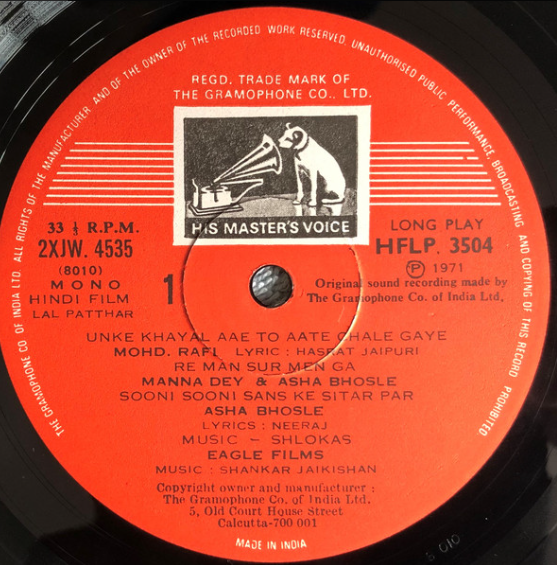 THE GRAMOPHONE CO OF INDIA LTD. ALL RIGHTS OF THE MANUFACTURER AND OF THE OWNER OF THE RECORDED WORK RESERVED, UNAUTHORISED PUBLIC PERFORMANCE, BROADCASTING AND COPYING OF THIS RECORD PROHIBITED
REGD. TRADE MARK OF
THE GRAMOPHONE CO., LTD.
HIS MASTER'S VOICE
33 ⅓ R.P.M.
2XJW. 4535
(8010)
MONO
HINDI FILM
LAL PATTHAR
1
LONG PLAY
HFLP. 3504
Ⓟ 1971
Original sound recording made by
The Gramophone Co. of India Ltd.
UNKE KHAYAL AAE TO AATE CHALE GAYE
MOHD. RAFI LYRIC : HASRAT JAIPURI
RE MAN SUR MEN GA
MANNA DEY & ASHA BHOSLE
SOONI SOONI SANS KE SITAR PAR
ASHA BHOSLE
LYRICS : NEERAJ
MUSIC – SHLOKAS
EAGLE FILMS
MUSIC : SHANKAR JAIKISHAN
Copyright owner and manufacturer :
The Gramophone Co. of India Ltd.
5, Old Court House Street
Calcutta-700 001
MADE IN INDIA